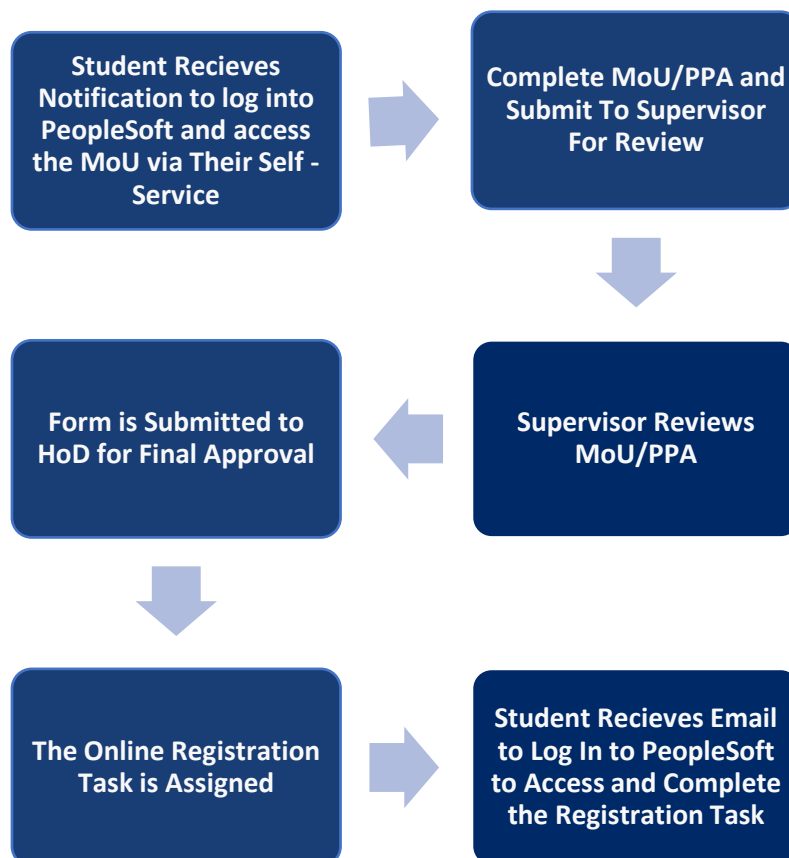 Student Recieves
Notification to log into
PeopleSoft and access
the MoU via Their Self -
Service
Complete MoU/PPA and
Submit To Supervisor
For Review
Supervisor Reviews
MoU/PPA
Form is Submitted to
HoD for Final Approval
The Online Registration
Task is Assigned
Student Recieves Email
to Log In to PeopleSoft
to Access and Complete
the Registration Task